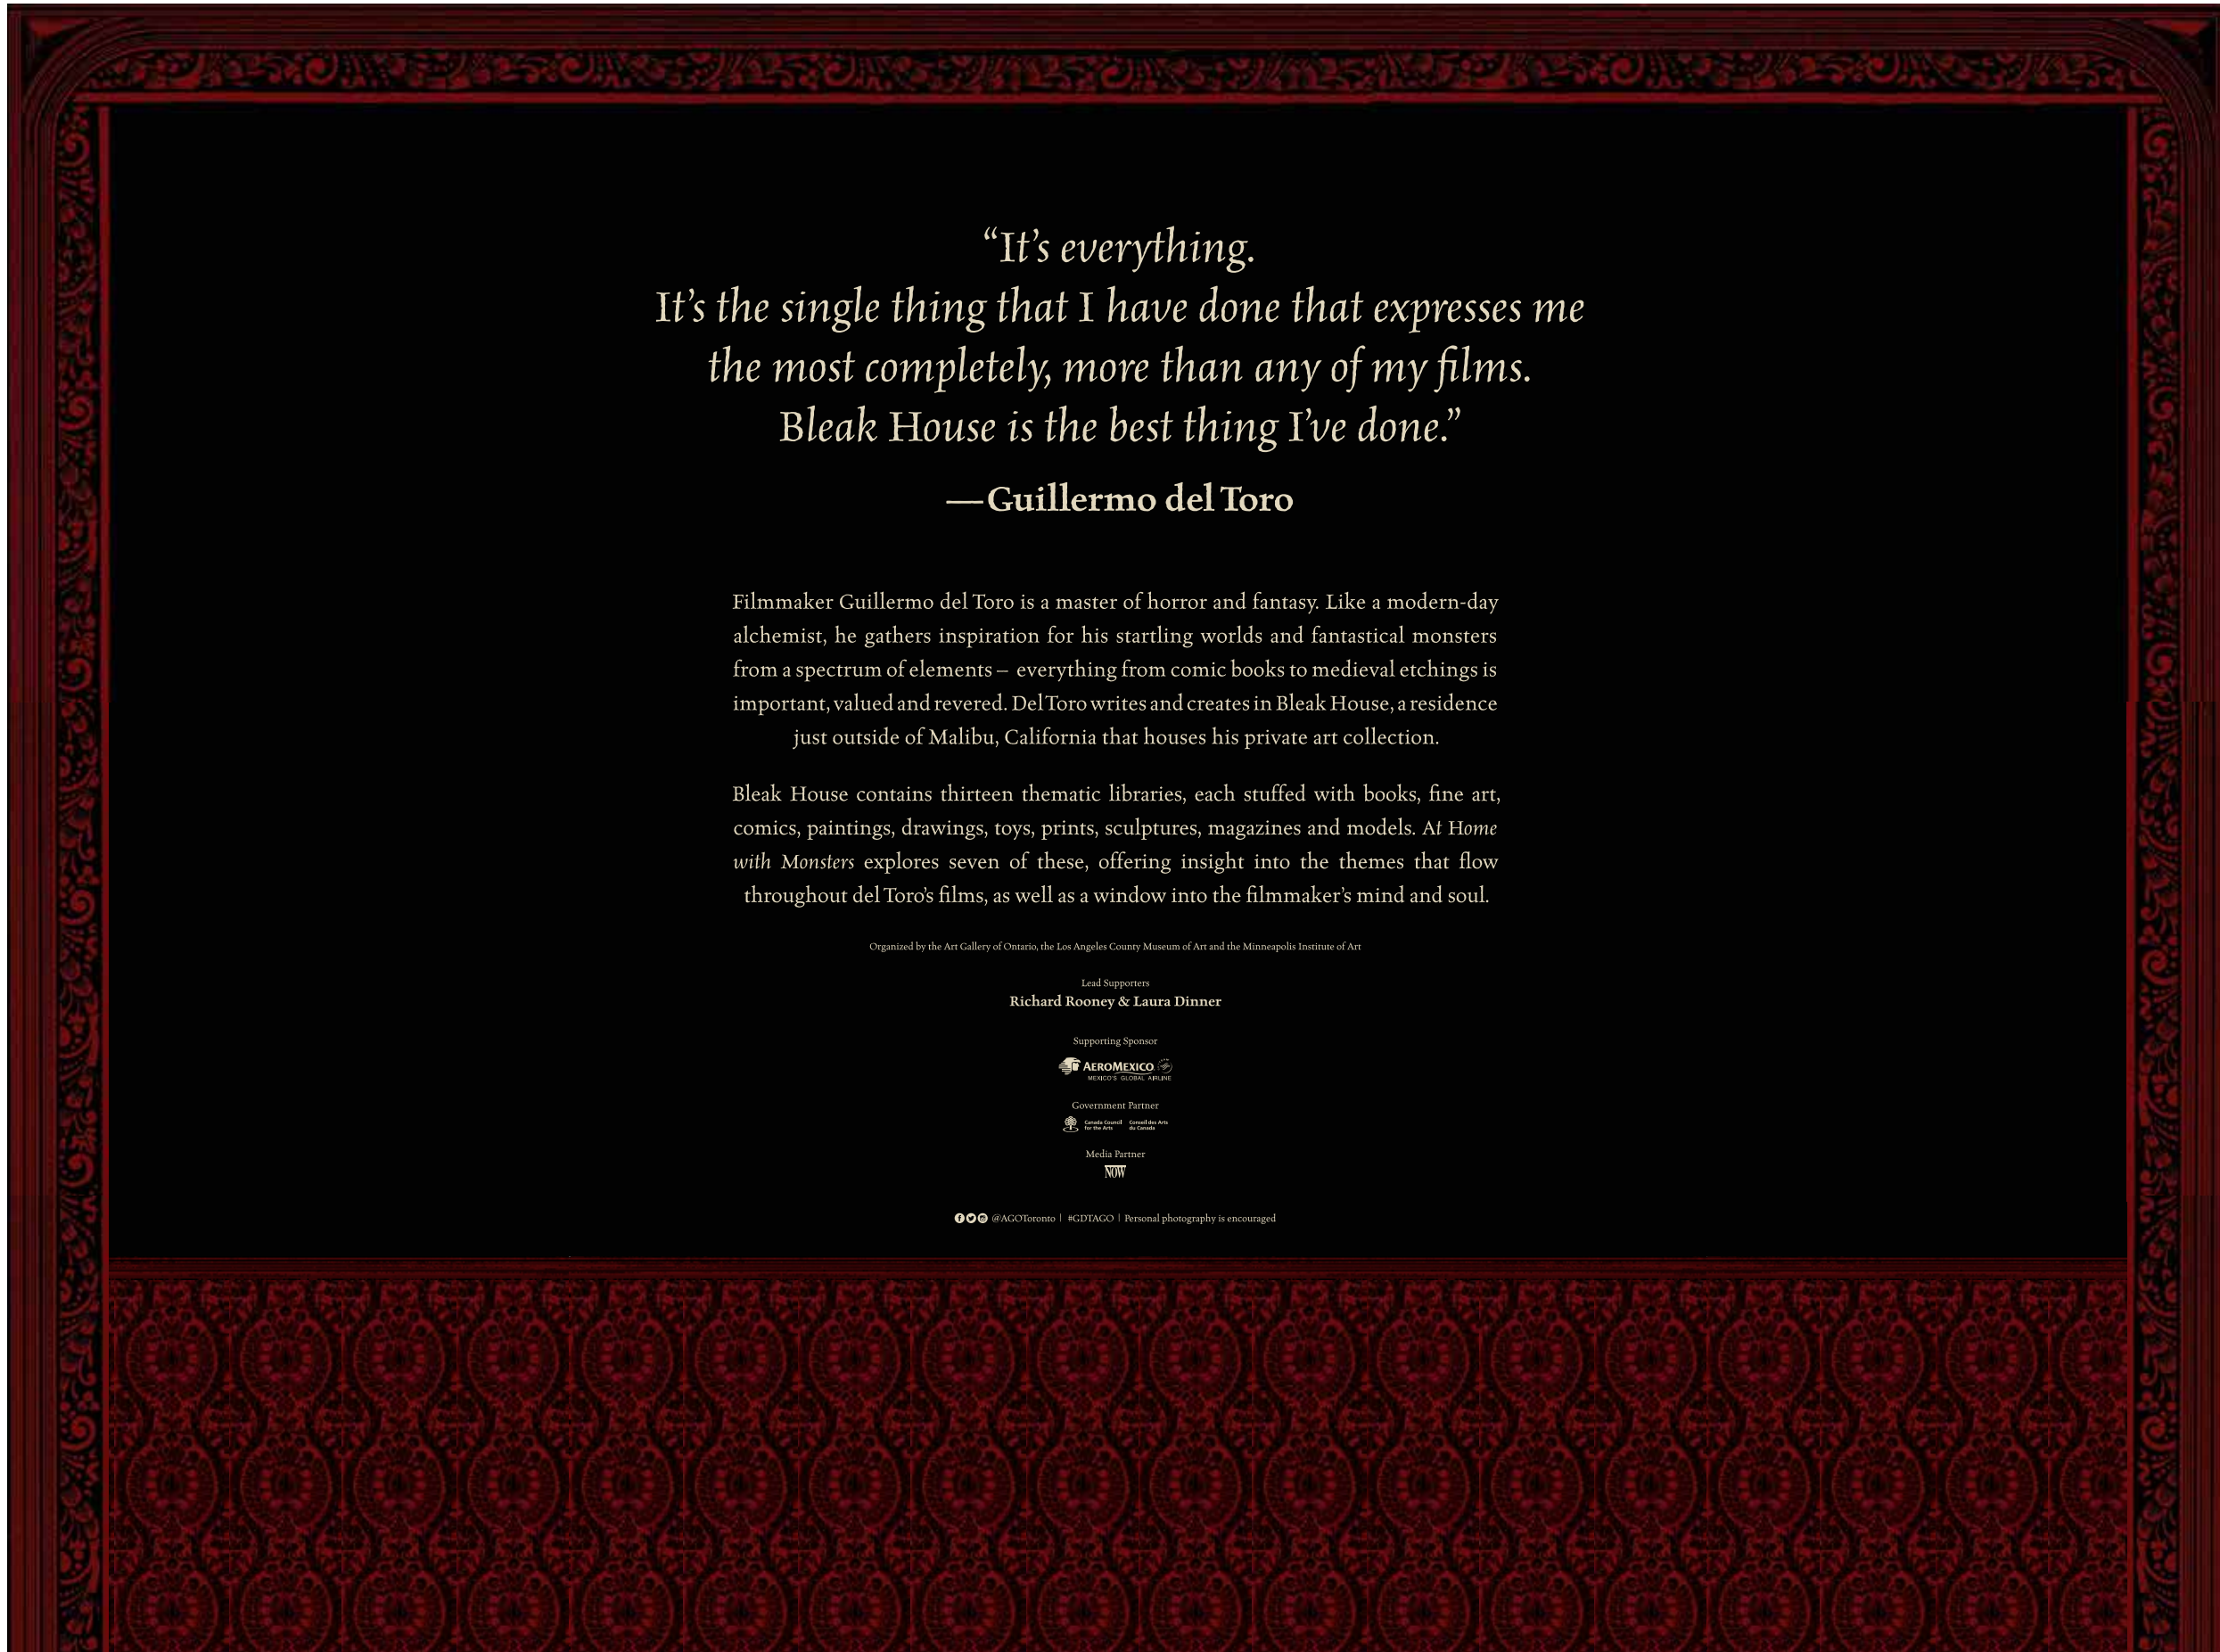 “It’s everything.
It’s the single thing that I have done that expresses me
the most completely, more than any of my films.
Bleak House is the best thing I’ve done.”
—Guillermo del Toro
Filmmaker Guillermo del Toro is a master of horror and fantasy. Like a modern-day
alchemist, he gathers inspiration for his startling worlds and fantastical monsters
from a spectrum of elements – everything from comic books to medieval etchings is
important, valued and revered. Del Toro writes and creates in Bleak House, a residence
just outside of Malibu, California that houses his private art collection.
Bleak House contains thirteen thematic libraries, each stuffed with books, fine art,
comics, paintings, drawings, toys, prints, sculptures, magazines and models. At Home
with Monsters explores seven of these, offering insight into the themes that flow
throughout del Toro’s films, as well as a window into the filmmaker’s mind and soul.
Organized by the Art Gallery of Ontario, the Los Angeles County Museum of Art and the Minneapolis Institute of Art
Lead Supporters
Richard Rooney & Laura Dinner
Supporting Sponsor
AEROMEXICO
MEXICO'S GLOBAL AIRLINE
Government Partner
Canada Council Conseil des Arts
for the Arts du Canada
Media Partner
NOW
@AGOToronto | #GDTAGO | Personal photography is encouraged